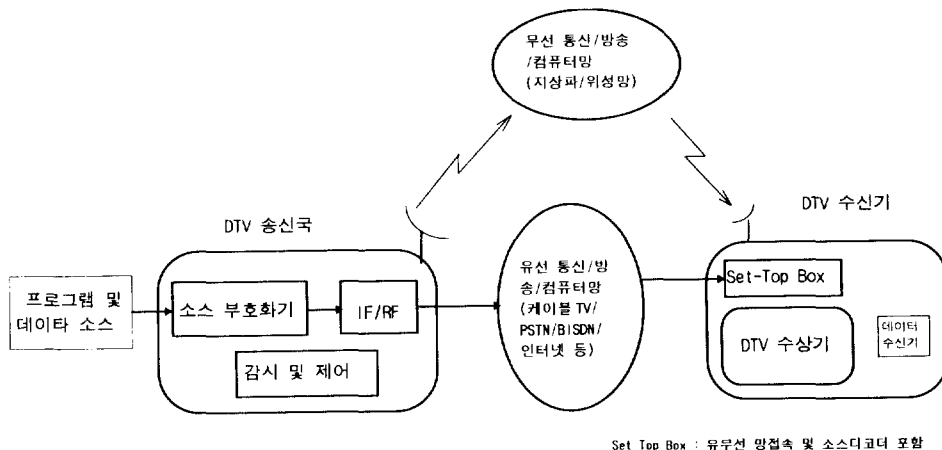 무선 통신/방송
/컴퓨터망
(지상파/위성망)
DTV 송신국
DTV 수신기
프로그램 및
데이타 소스
소스 부호화기
IF/RF
감시 및 제어
유선 통신/방
송/컴퓨터망
(케이블TV/
PSTN/BISDN/
인터넷 등)
Set-Top Box
DTV 수상기
데이터
수신기
Set Top Box : 유무선 망접속 및 소스디코더 포함